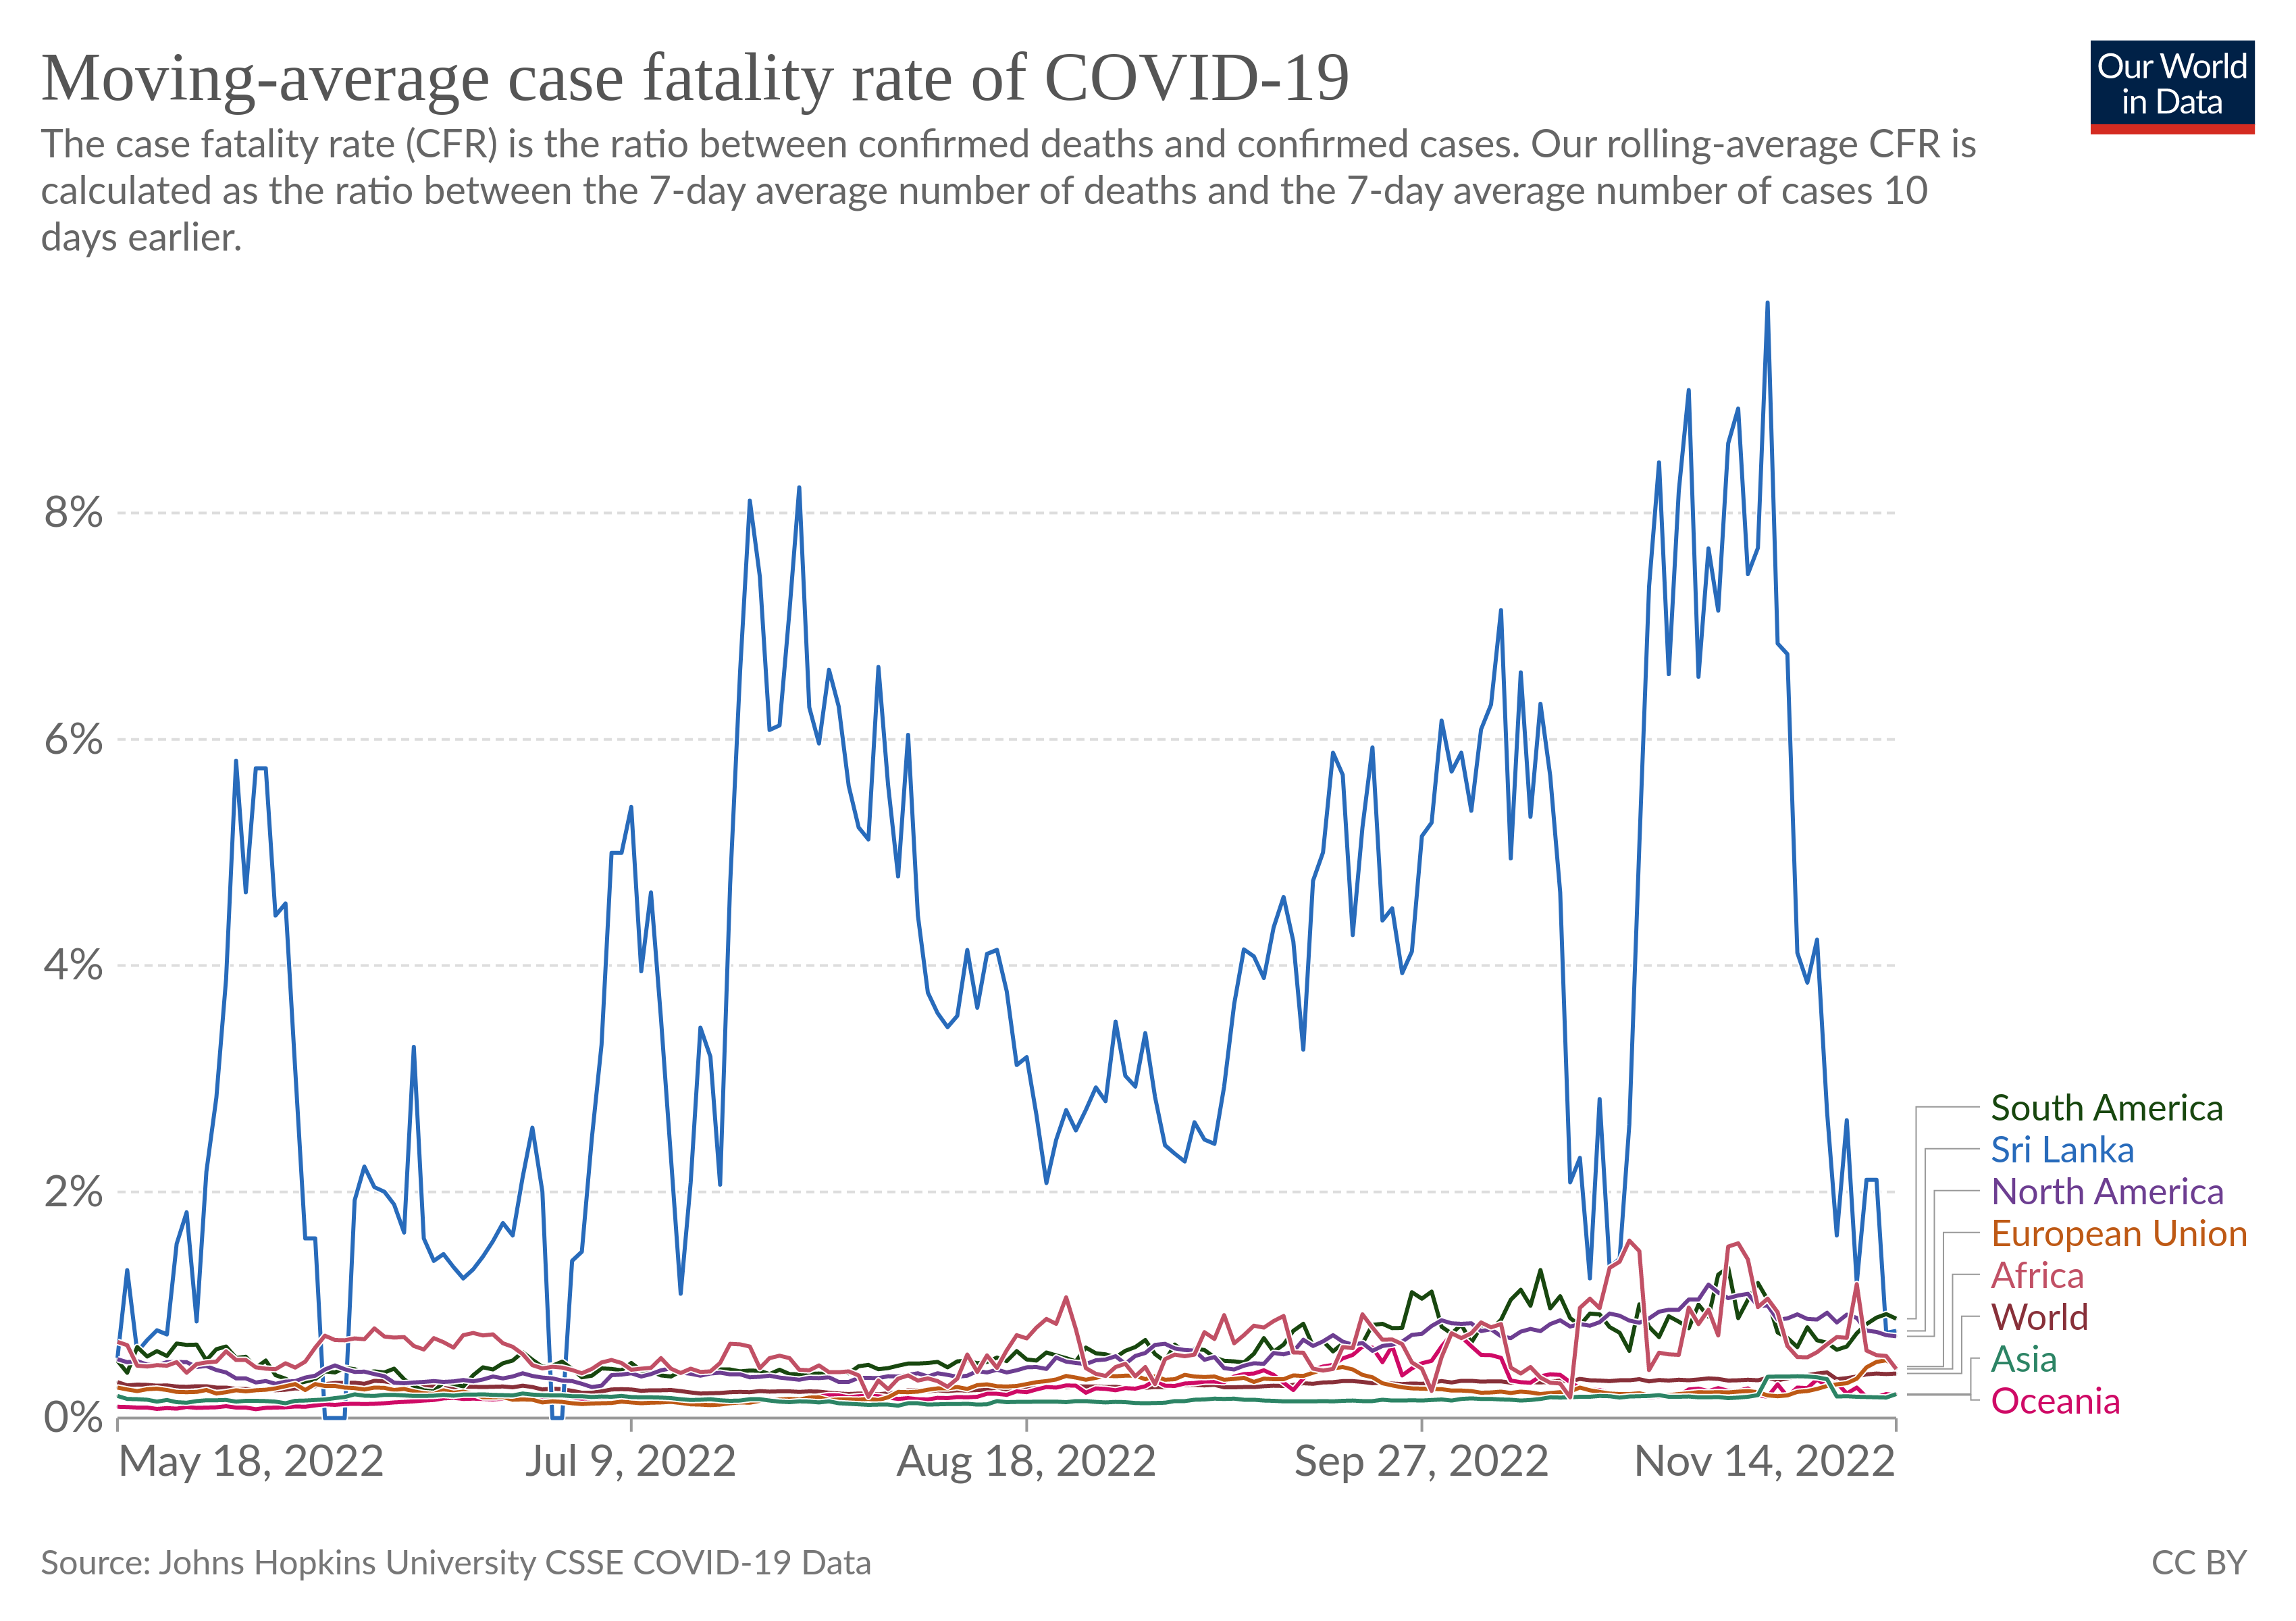 Moving-average case fatality rate of COVID-19
Our World
in Data
The case fatality rate (CFR) is the ratio between confirmed deaths and confirmed cases. Our rolling-average CFR is
calculated as the ratio between the 7-day average number of deaths and the 7-day average number of cases 10
days earlier.
8%
6%
4%
2%
0%
South America
Sri Lanka
North America
European Union
Africa
World
Asia
Oceania
May 18, 2022
Jul 9, 2022
Aug 18, 2022
Sep 27, 2022
Nov 14, 2022
Source: Johns Hopkins University CSSE COVID-19 Data
CC BY